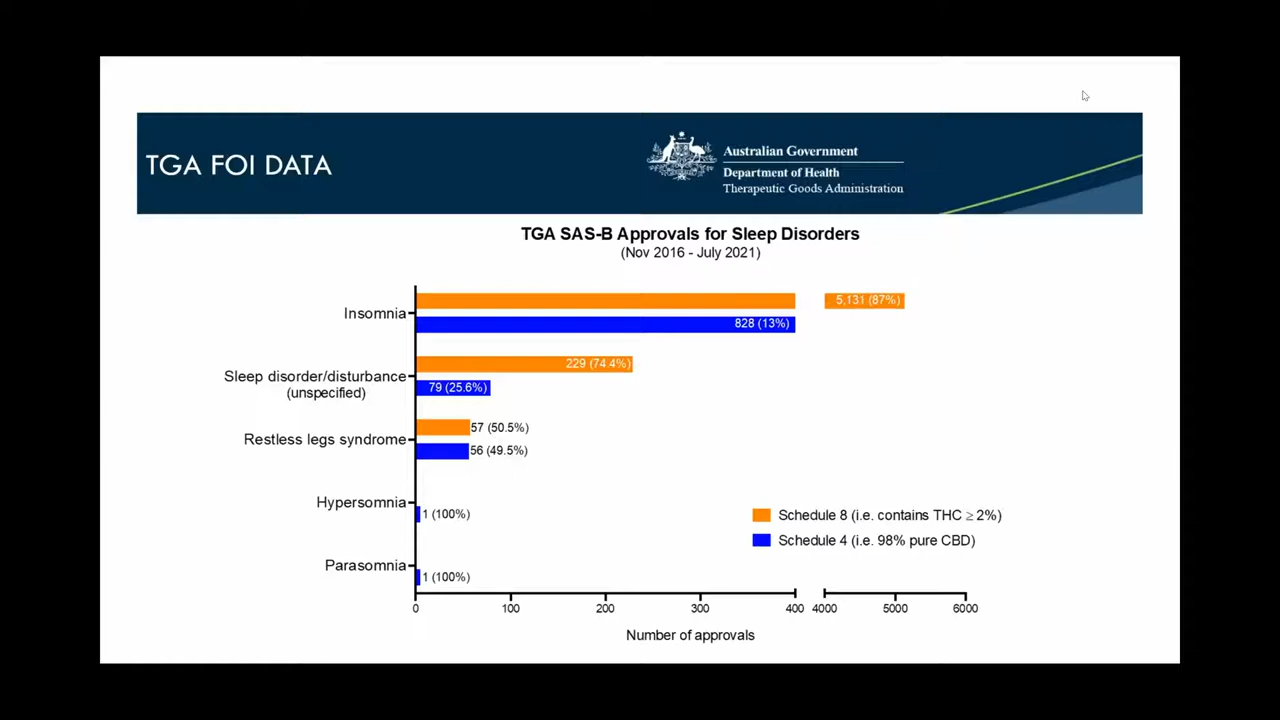 TGA FOI DATA
Australian Government
Department of Health
Therapeutic Goods Administration
TGA SAS-B Approvals for Sleep Disorders
(Nov 2016 - July 2021)
Insomnia
5,131 (87%)
828 (13%)
Sleep disorder/disturbance
(unspecified)
229 (74.4%)
79 (25.6%)
Restless legs syndrome
57 (50.5%)
56 (49.5%)
Hypersomnia
1 (100%)
Parasomnia
1 (100%)
Schedule 8 (i.e. contains THC ≥ 2%)
Schedule 4 (i.e. 98% pure CBD)
0 100 200 300 400 4000 5000 6000
Number of approvals